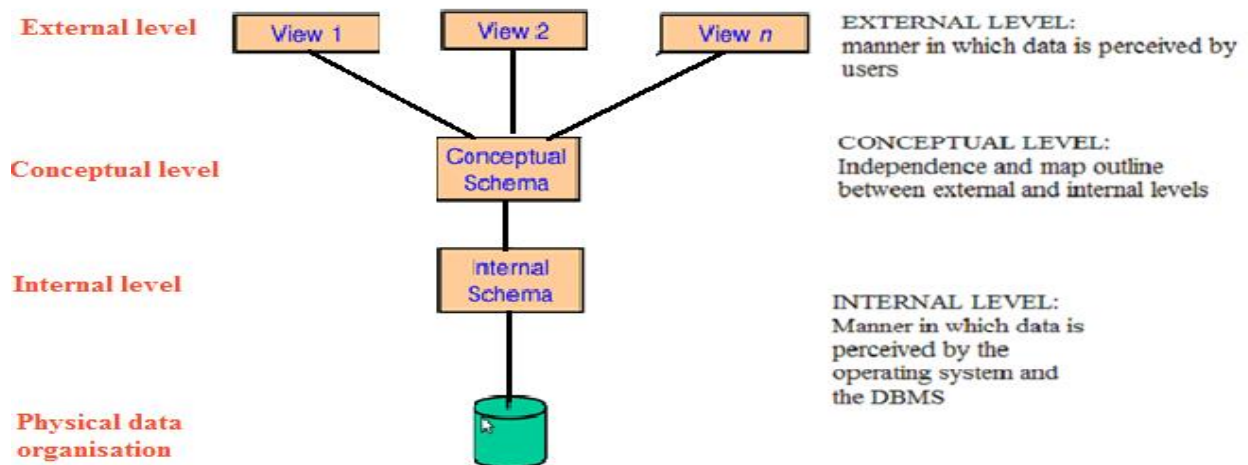 External level
View 1
View 2
View n
EXTERNAL LEVEL:
manner in which data is perceived by
users
Conceptual level
Conceptual
Schema
CONCEPTUAL LEVEL:
Independence and map outline
between external and internal levels
Internal level
Internal
Schema
INTERNAL LEVEL:
Manner in which data is
perceived by the
operating system and
the DBMS
Physical data
organisation